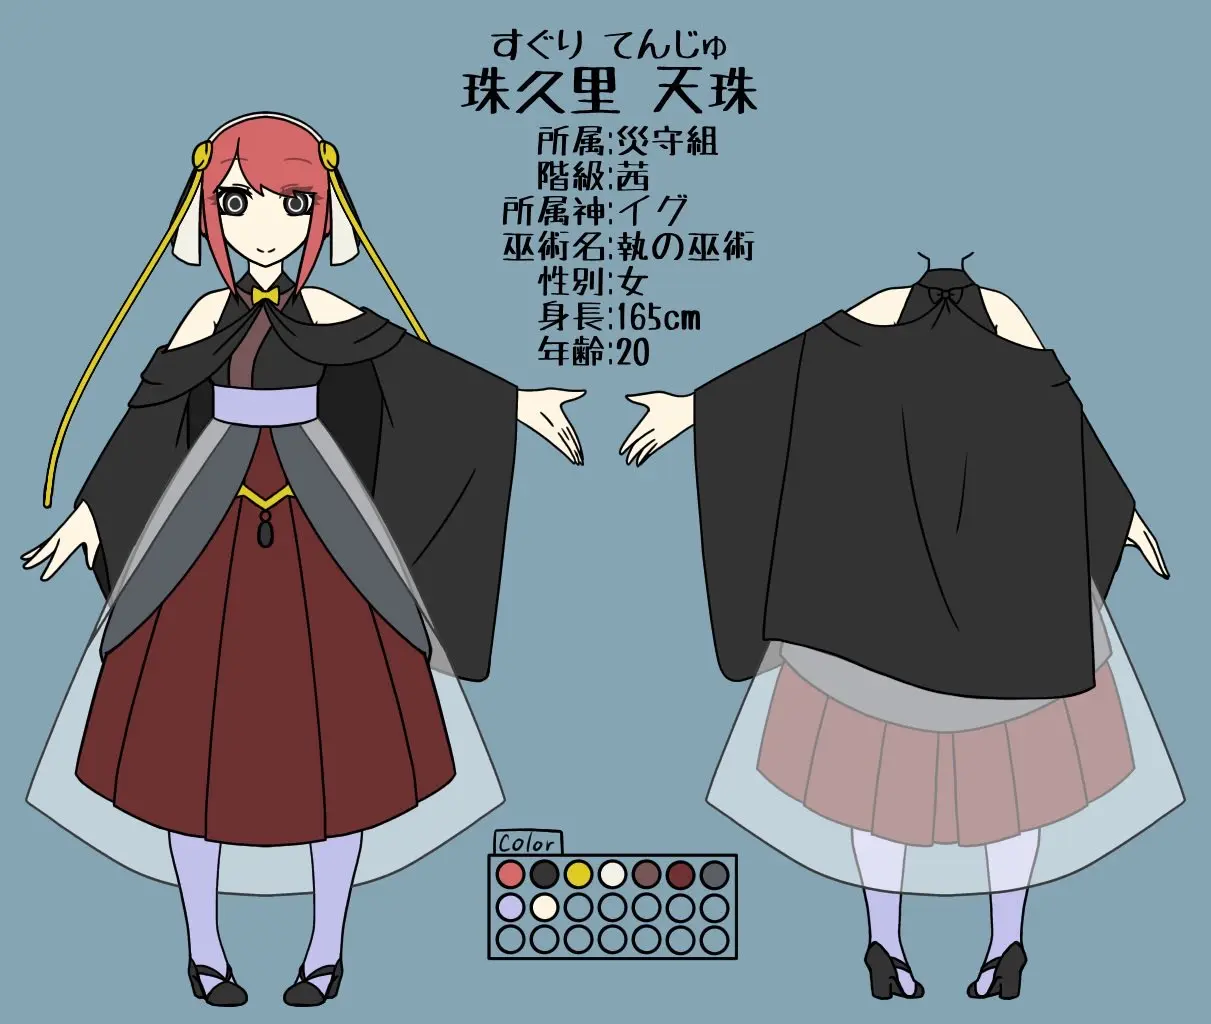 すぐり てんじゅ
珠久里 天珠
所属:災守組
階級:茜
所属神:イグ
巫術名:執の巫術
性別:女
身長:165cm
年齢:20
Color